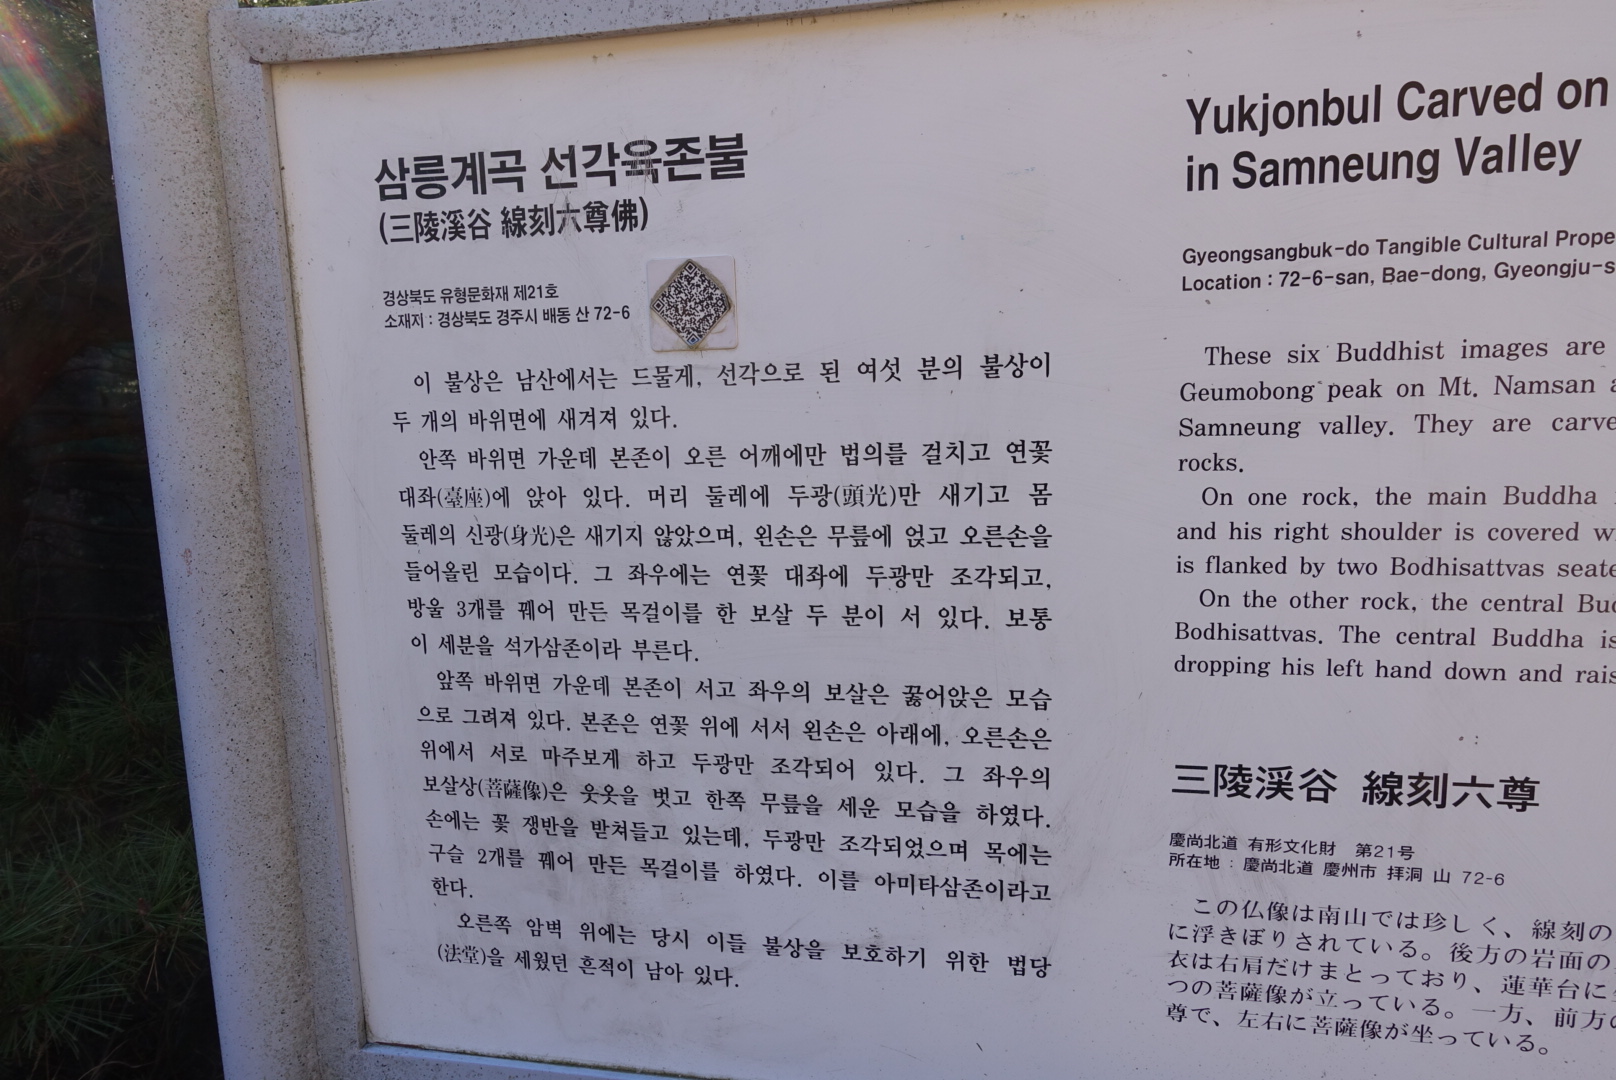 삼릉계곡 선각육존불
(三陵溪谷 線刻六尊佛)
경상북도 유형문화재 제21호
소재지 : 경상북도 경주시 배동 산 72-6
이 불상은 남산에서는 드물게, 선각으로 된 여섯 분의 불상이
두 개의 바위면에 새겨져 있다.
안쪽 바위면 가운데 본존이 오른 어깨에만 법의를 걸치고 연꽃
대좌(臺座)에 앉아 있다. 머리 둘레에 두광(頭光)만 새기고 몸
둘레의 신광(身光)은 새기지 않았으며, 왼손은 무릎에 얹고 오른손을
들어올린 모습이다. 그 좌우에는 연꽃 대좌에 두광만 조각되고,
방울 3개를 꿰어 만든 목걸이를 한 보살 두 분이 서 있다. 보통
이 세분을 석가삼존이라 부른다.
앞쪽 바위면 가운데 본존이 서고 좌우의 보살은 꿇어앉은 모습
으로 그려져 있다. 본존은 연꽃 위에 서서 왼손은 아래에, 오른손은
위에서 서로 마주보게 하고 두광만 조각되어 있다. 그 좌우의
보살상(菩薩像)은 웃옷을 벗고 한쪽 무릎을 세운 모습을 하였다.
손에는 꽃 쟁반을 받쳐들고 있는데, 두광만 조각되었으며 목에는
구슬 2개를 꿰어 만든 목걸이를 하였다. 이를 아미타삼존이라고
한다.
오른쪽 암벽 위에는 당시 이들 불상을 보호하기 위한 법당
(法堂)을 세웠던 흔적이 남아 있다.
Yukjonbul Carved on
in Samneung Valley
Gyeongsangbuk-do Tangible Cultural Prope
Location : 72-6-san, Bae-dong, Gyeongju-s
These six Buddhist images are
Geumobong peak on Mt. Namsan a
Samneung valley. They are carve
rocks.
On one rock, the main Buddha
and his right shoulder is covered w
is flanked by two Bodhisattvas seate
On the other rock, the central Bud
Bodhisattvas. The central Buddha is
dropping his left hand down and rais
三陵渓谷 線刻六尊
慶尚北道 有形文化財 第21号
所在地 : 慶尚北道 慶州市 拝洞 山 72-6
この仏像は南山では珍しく、線刻の
に浮きぼりされている。後方の岩面の
衣は右肩だけまとっており、蓮華台に
つの菩薩像が立っている。一方、前方の
尊で、左右に菩薩像が坐っている。